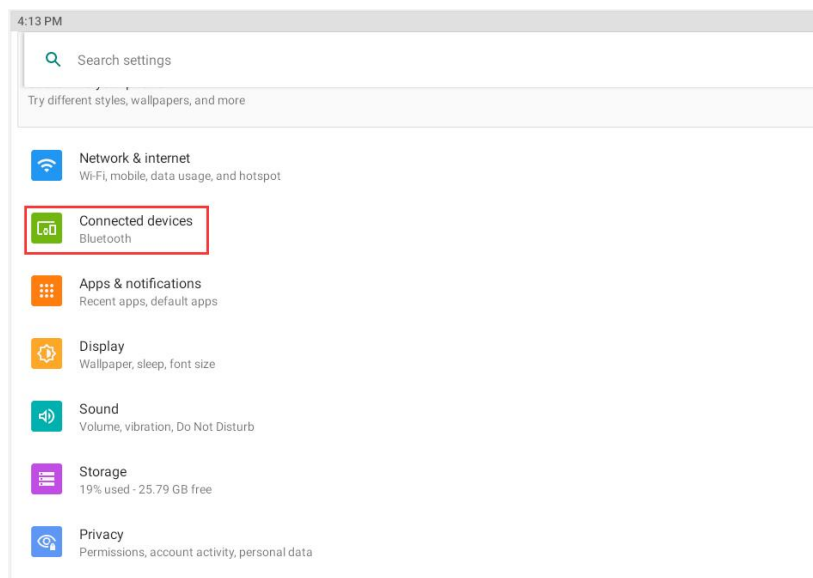 4:13 PM
Search settings
Try different styles, wallpapers, and more
Network & internet
Wi-Fi, mobile, data usage, and hotspot
Connected devices
Bluetooth
Apps & notifications
Recent apps, default apps
Display
Wallpaper, sleep, font size
Sound
Volume, vibration, Do Not Disturb
Storage
19% used - 25.79 GB free
Privacy
Permissions, account activity, personal data